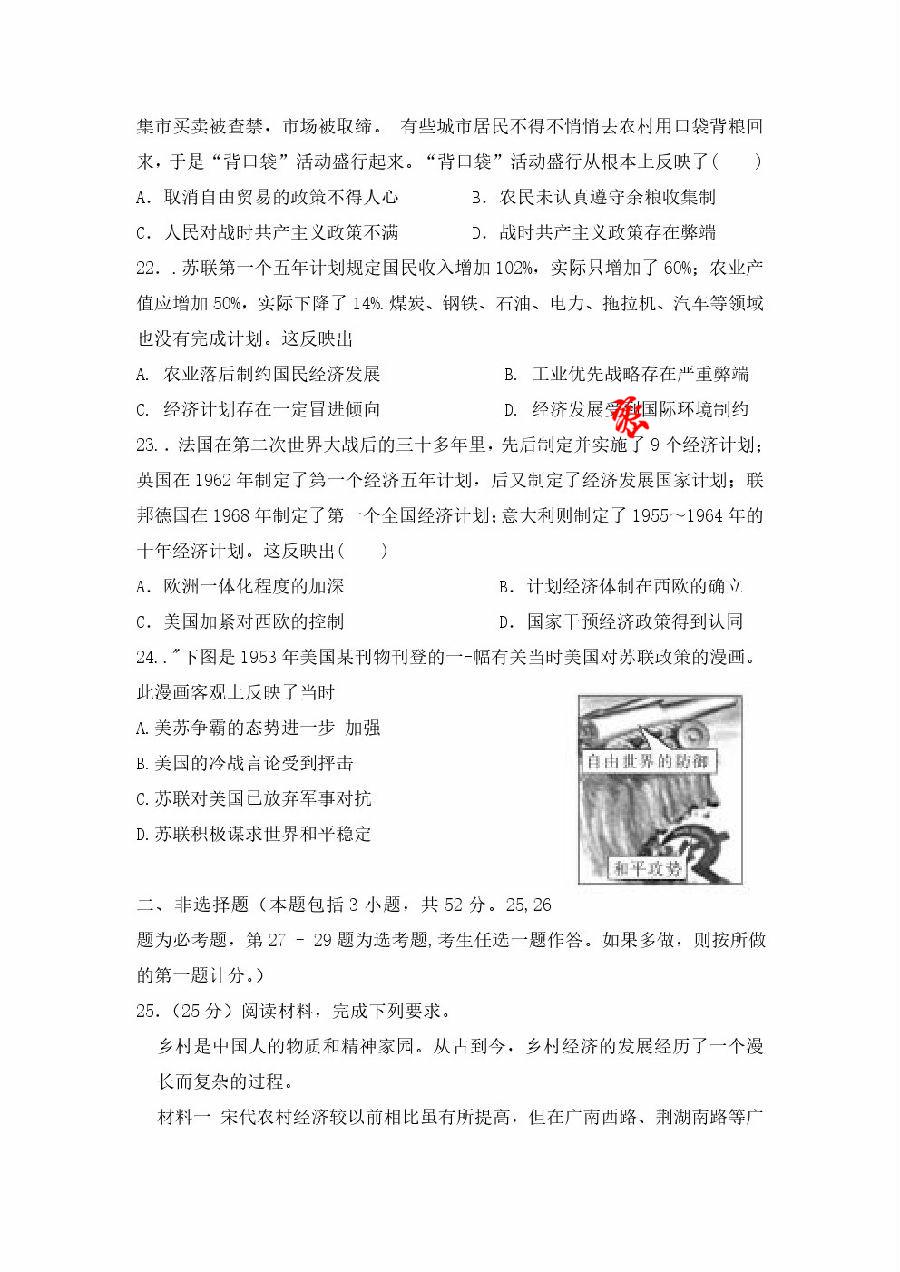 集市买卖被查禁，市场被取缔。 有些城市居民不得不悄悄去农村用口袋背粮回
来，于是“背口袋”活动盛行起来。“背口袋”活动盛行从根本上反映了(　　)
A．取消自由贸易的政策不得人心　　B．农民未认真遵守余粮收集制
C．人民对战时共产主义政策不满　　D．战时共产主义政策存在弊端
22．.苏联第一个五年计划规定国民收入增加102%，实际只增加了60%；农业产
值应增加50%，实际下降了14%.煤炭、钢铁、石油、电力、拖拉机、汽车等领域
也没有完成计划。这反映出
A. 农业落后制约国民经济发展　　B. 工业优先战略存在严重弊端
C. 经济计划存在一定冒进倾向　　D. 经济发展受到国际环境制约
23..法国在第二次世界大战后的三十多年里，先后制定并实施了9个经济计划；
英国在1962年制定了第一个经济五年计划，后又制定了经济发展国家计划；联
邦德国在1968年制定了第一个全国经济计划；意大利则制定了1955～1964年的
十年经济计划。这反映出(　　)
A．欧洲一体化程度的加深　　B．计划经济体制在西欧的确立
C．美国加紧对西欧的控制　　D．国家干预经济政策得到认同
24.."下图是1953年美国某刊物刊登的一-幅有关当时美国对苏联政策的漫画。
此漫画客观上反映了当时
A.美苏争霸的态势进一步 加强
B.美国的冷战言论受到抨击
C.苏联对美国已放弃军事对抗
D.苏联积极谋求世界和平稳定
自由世界的防御
和平攻势
二、非选择题（本题包括3小题，共52分。25,26
题为必考题，第27 - 29题为选考题,考生任选一题作答。如果多做，则按所做
的第一题计分。）
25.（25分）阅读材料，完成下列要求。
乡村是中国人的物质和精神家园。从古到今，乡村经济的发展经历了一个漫
长而复杂的过程。
材料一 宋代农村经济较以前相比虽有所提高，但在广南西路、荆湖南路等广